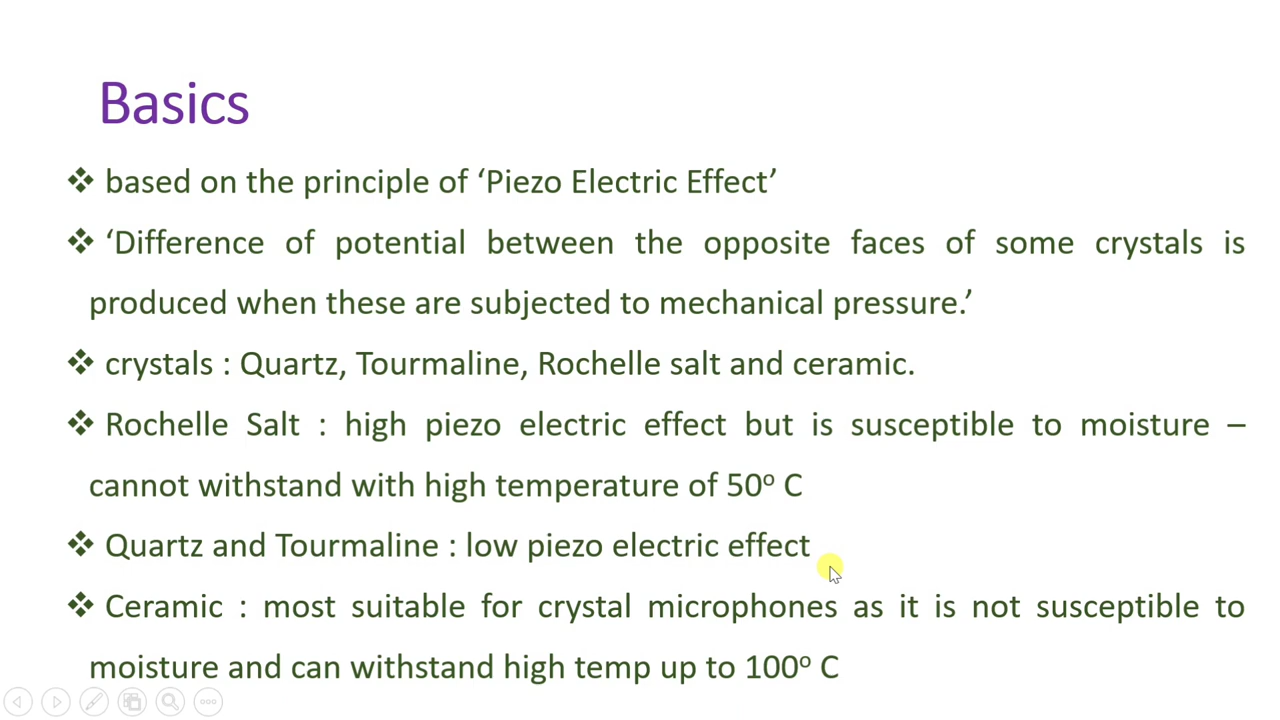 Basics
❖ based on the principle of ‘Piezo Electric Effect’
❖ ‘Difference of potential between the opposite faces of some crystals is
produced when these are subjected to mechanical pressure.’
❖ crystals : Quartz, Tourmaline, Rochelle salt and ceramic.
❖ Rochelle Salt : high piezo electric effect but is susceptible to moisture –
cannot withstand with high temperature of 50º C
❖ Quartz and Tourmaline : low piezo electric effect
❖ Ceramic : most suitable for crystal microphones as it is not susceptible to
moisture and can withstand high temp up to 100º C